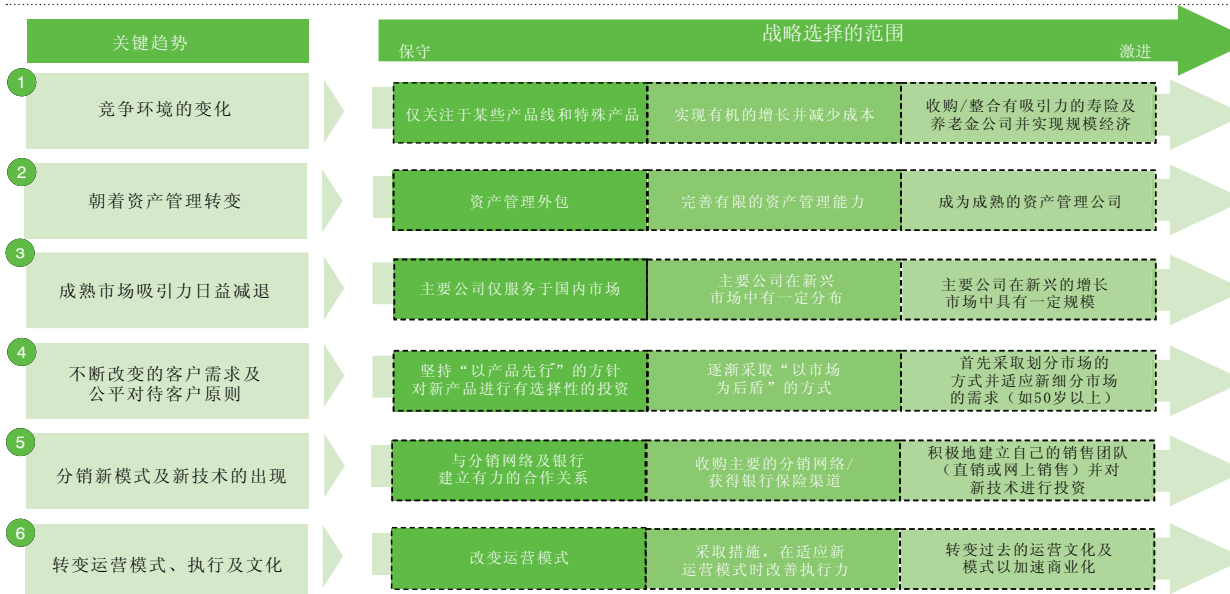 关键趋势
战略选择的范围
保守
激进
1
竞争环境的变化
仅关注于某些产品线和特殊产品
实现有机的增长并减少成本
收购/整合有吸引力的寿险及
养老金公司并实现规模经济
2
朝着资产管理转变
资产管理外包
完善有限的资产管理能力
成为成熟的资产管理公司
3
成熟市场吸引力日益减退
主要公司仅服务于国内市场
主要公司在新兴
市场中有一定分布
主要公司在新兴的增长
市场中具有一定规模
4
不断改变的客户需求及
公平对待客户原则
坚持“以产品先行”的方针
对新产品进行有选择性的投资
逐渐采取“以市场
为后盾”的方式
首先采取划分市场的
方式并适应新细分市场
的需求（如50岁以上）
5
分销新模式及新技术的出现
与分销网络及银行
建立有力的合作关系
收购主要的分销网络/
获得银行保险渠道
积极地建立自己的销售团队
（直销或网上销售）并对
新技术进行投资
6
转变运营模式、执行及文化
改变运营模式
采取措施，在适应新
运营模式时改善执行力
转变过去的运营文化及
模式以加速商业化